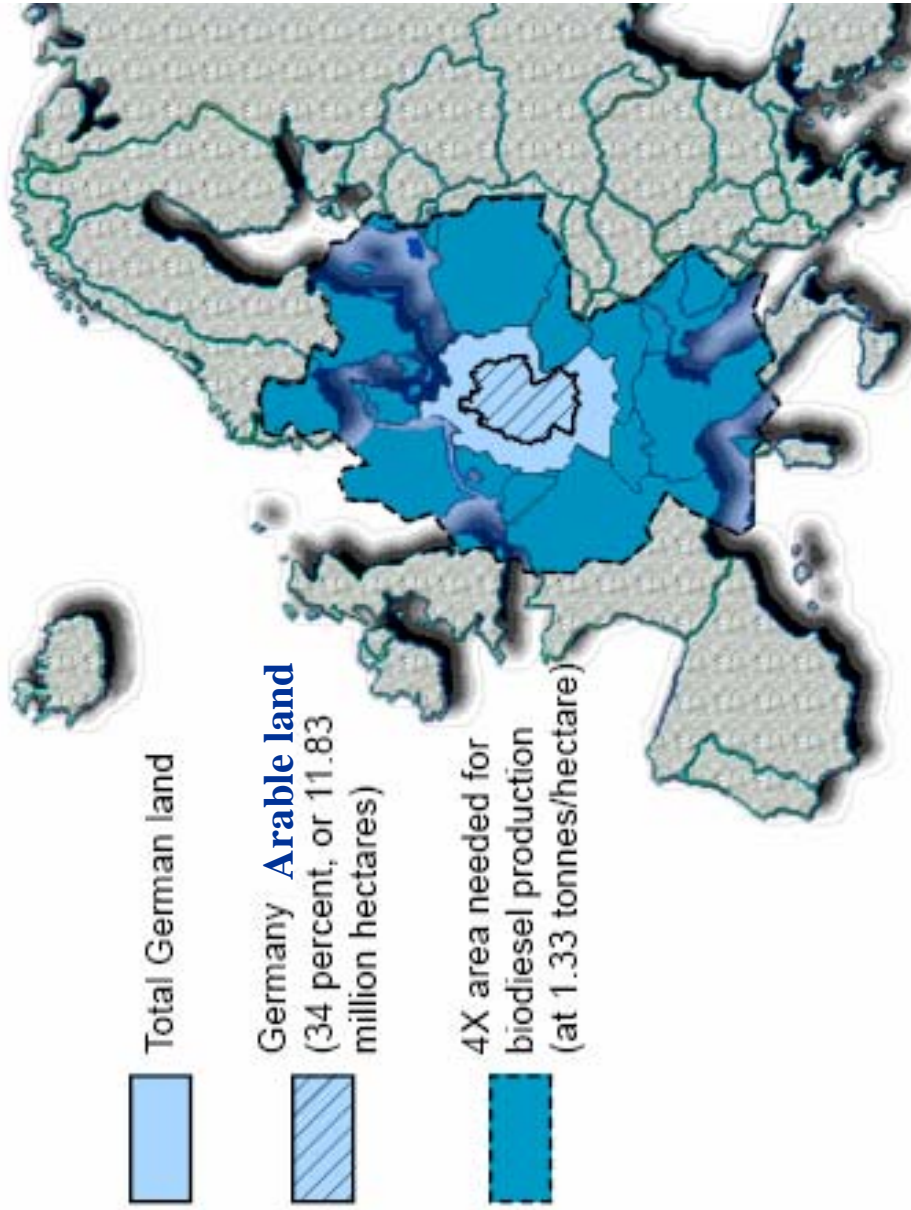 Total German land
Germany Arable land
(34 percent, or 11.83
million hectares)
4X area needed for
biodiesel production
(at 1.33 tonnes/hectare)